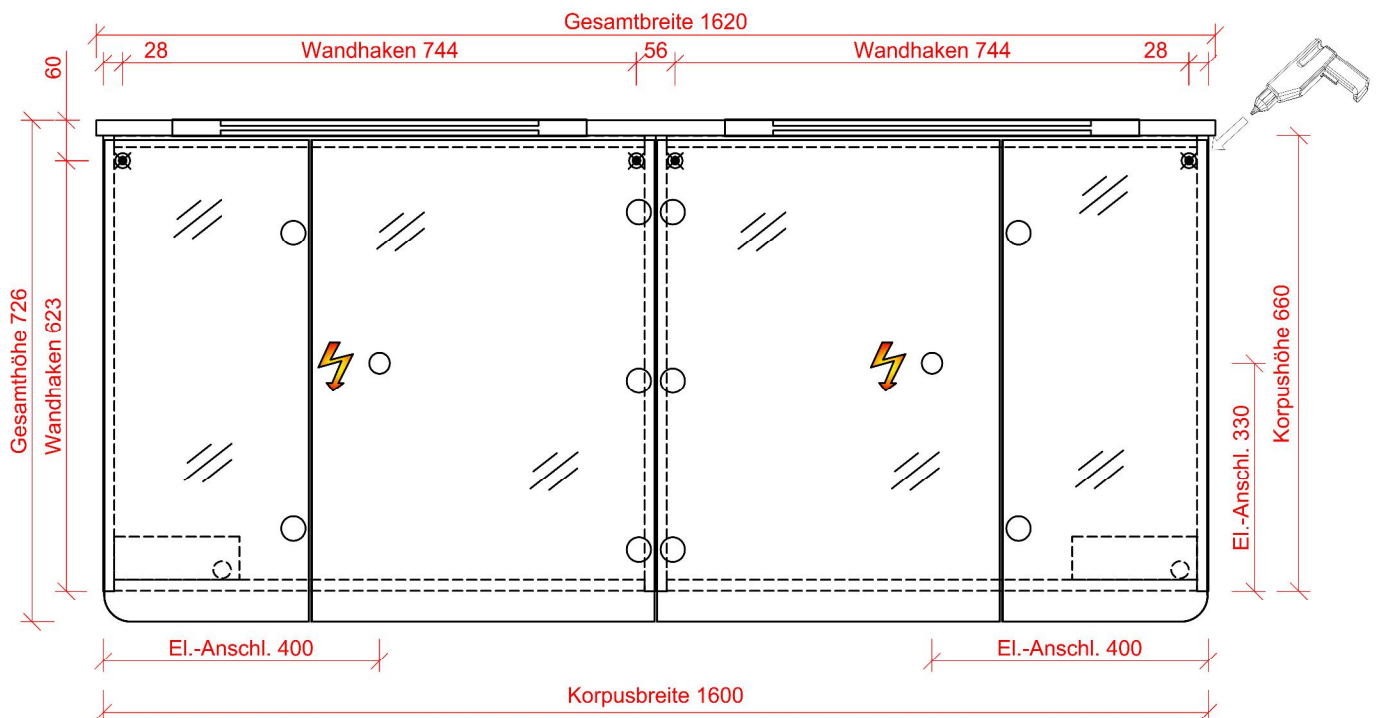 Gesamtbreite 1620
28
Wandhaken 744
56
Wandhaken 744
28
60
Gesamthöhe 726
Wandhaken 623
Korpushöhe 660
El.-Anschl. 330
El.-Anschl. 400
El.-Anschl. 400
Korpusbreite 1600